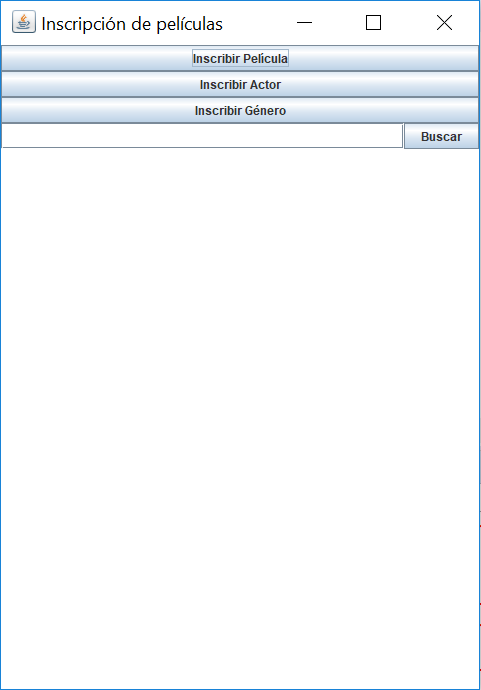 Inscripción de películas
Inscribir Película
Inscribir Actor
Inscribir Género
Buscar